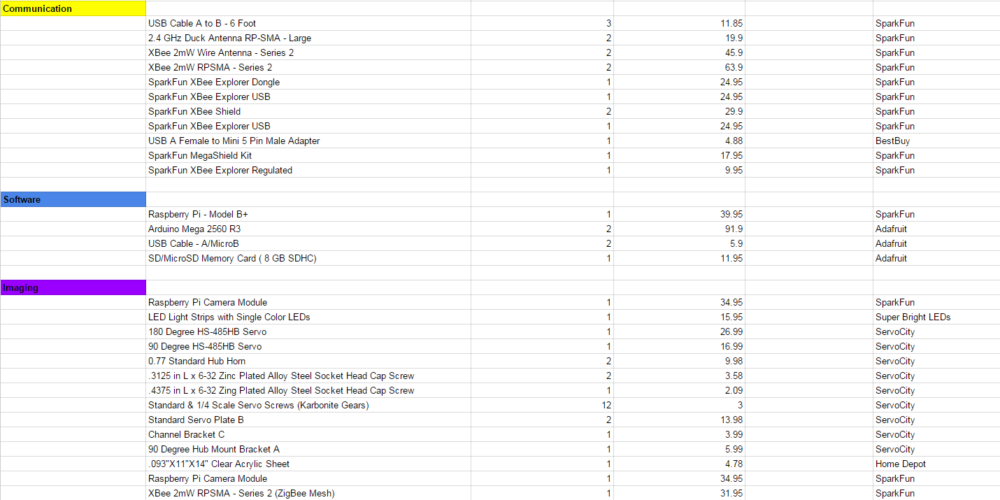 Communication
USB Cable A to B - 6 Foot 3 11.85 SparkFun
2.4 GHz Duck Antenna RP-SMA - Large 2 19.9 SparkFun
XBee 2mW Wire Antenna - Series 2 2 45.9 SparkFun
XBee 2mW RPSMA - Series 2 2 63.9 SparkFun
SparkFun XBee Explorer Dongle 1 24.95 SparkFun
SparkFun XBee Explorer USB 1 24.95 SparkFun
SparkFun XBee Shield 2 29.9 SparkFun
SparkFun XBee Explorer USB 1 24.95 SparkFun
USB A Female to Mini 5 Pin Male Adapter 1 4.88 BestBuy
SparkFun MegaShield Kit 1 17.95 SparkFun
SparkFun XBee Explorer Regulated 1 9.95 SparkFun
Software
Raspberry Pi - Model B+ 1 39.95 SparkFun
Arduino Mega 2560 R3 2 91.9 Adafruit
USB Cable - A/MicroB 2 5.9 Adafruit
SD/MicroSD Memory Card ( 8 GB SDHC) 1 11.95 Adafruit
Imaging
Raspberry Pi Camera Module 1 34.95 SparkFun
LED Light Strips with Single Color LEDs 1 15.95 Super Bright LEDs
180 Degree HS-485HB Servo 1 26.99 ServoCity
90 Degree HS-485HB Servo 1 16.99 ServoCity
0.77 Standard Hub Horn 2 9.98 ServoCity
.3125 in L x 6-32 Zinc Plated Alloy Steel Socket Head Cap Screw 2 3.58 ServoCity
.4375 in L x 6-32 Zing Plated Alloy Steel Socket Head Cap Screw 1 2.09 ServoCity
Standard & 1/4 Scale Servo Screws (Karbonite Gears) 12 3 ServoCity
Standard Servo Plate B 2 13.98 ServoCity
Channel Bracket C 1 3.99 ServoCity
90 Degree Hub Mount Bracket A 1 5.99 ServoCity
.093"X11"X14" Clear Acrylic Sheet 1 4.78 Home Depot
Raspberry Pi Camera Module 1 34.95 SparkFun
XBee 2mW RPSMA - Series 2 (ZigBee Mesh) 1 31.95 SparkFun